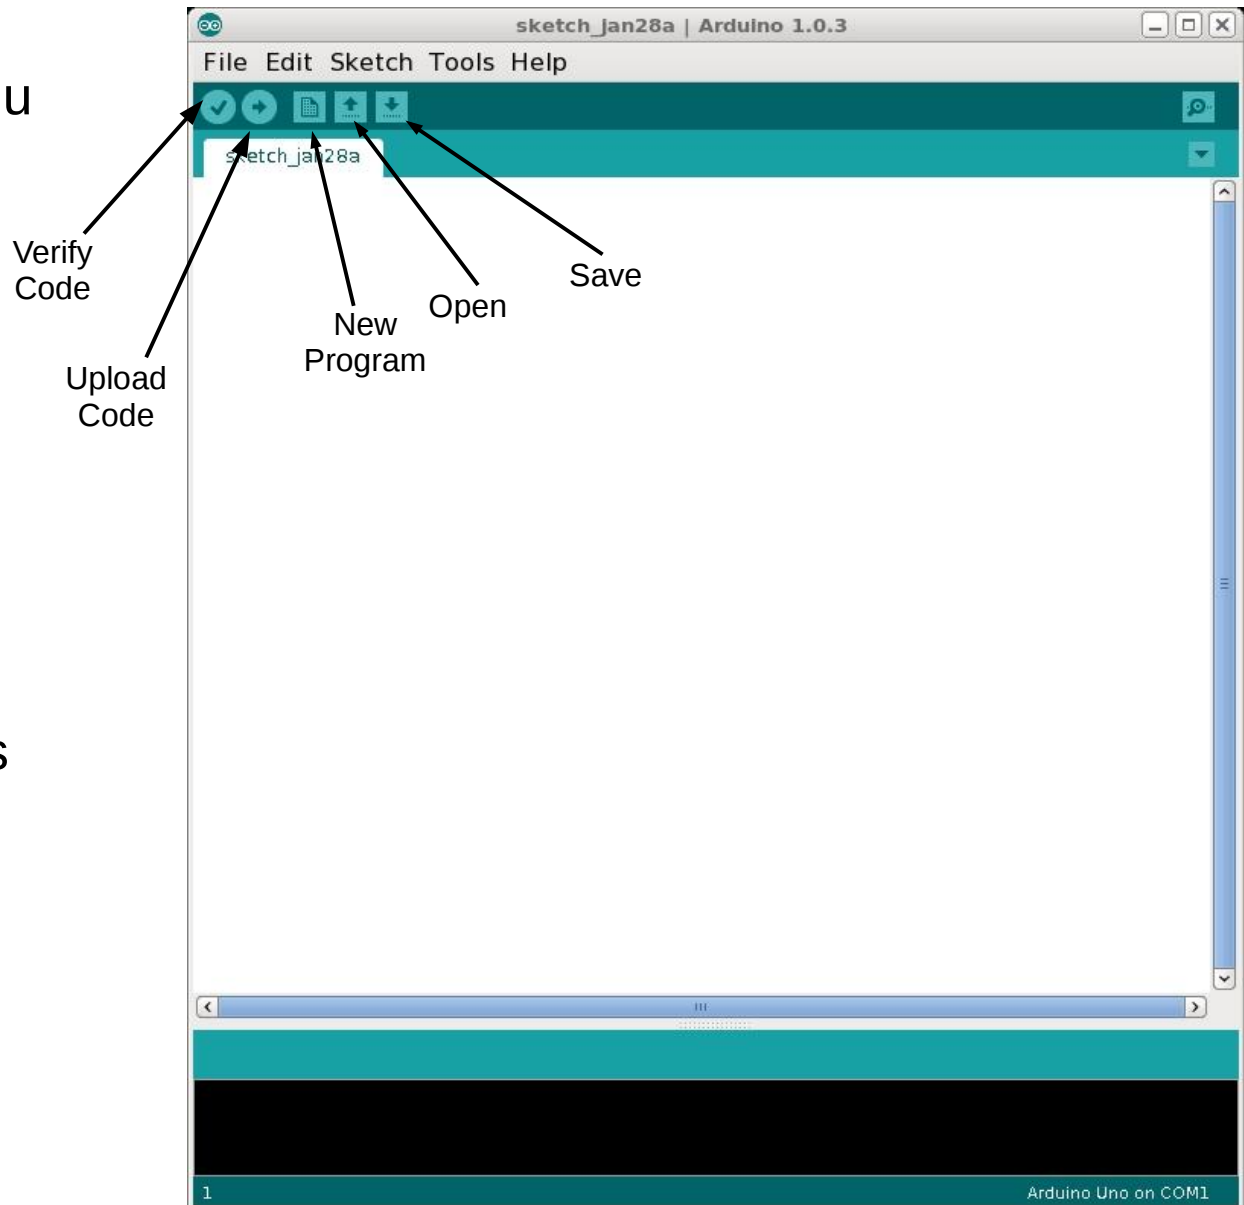 sketch_jan28a | Arduino 1.0.3
File Edit Sketch Tools Help
u
sketch_jan28a
Verify
Code
Save
Open
New
Program
Upload
Code
s
1
Arduino Uno on COM1